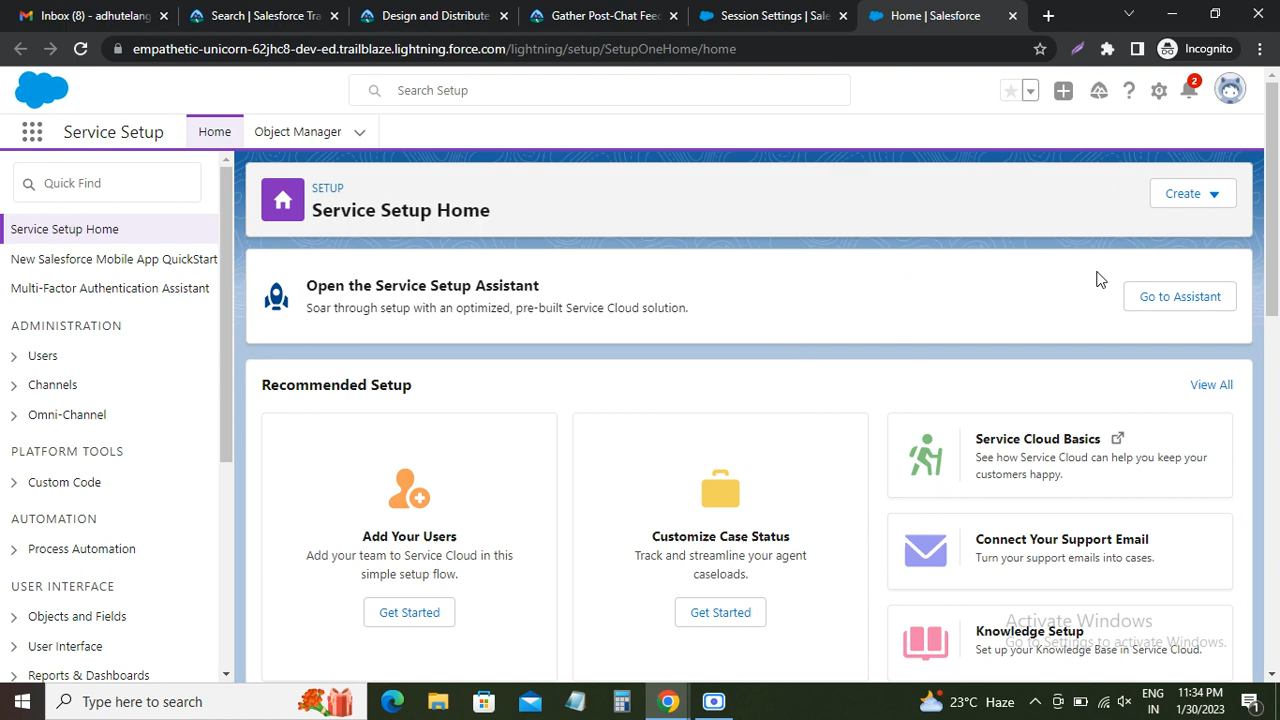 Inbox (8) - adhutelang
Search | Salesforce Tra
Design and Distribute
Gather Post-Chat Fee
Session Settings | Sale
Home | Salesforce
empathetic-unicorn-62jhc8-dev-ed.trailblaze.lightning.force.com/lightning/setup/SetupOneHome/home
Incognito
Search Setup
2
Service Setup
Home
Object Manager
Quick Find
Service Setup Home
New Salesforce Mobile App QuickStart
Multi-Factor Authentication Assistant
ADMINISTRATION
Users
Channels
Omni-Channel
PLATFORM TOOLS
Custom Code
AUTOMATION
Process Automation
USER INTERFACE
Objects and Fields
User Interface
Reports & Dashboards
SETUP
Service Setup Home
Create
Open the Service Setup Assistant
Soar through setup with an optimized, pre-built Service Cloud solution.
Go to Assistant
Recommended Setup
View All
Add Your Users
Add your team to Service Cloud in this
simple setup flow.
Get Started
Customize Case Status
Track and streamline your agent
caseloads.
Get Started
Service Cloud Basics
See how Service Cloud can help you keep your
customers happy.
Connect Your Support Email
Turn your support emails into cases.
Knowledge Setup
Set up your Knowledge Base in Service Cloud.
Activate Windows
Go to Settings to activate Windows.
Type here to search
23°C Haze
ENG
IN
11:34 PM
1/30/2023
1